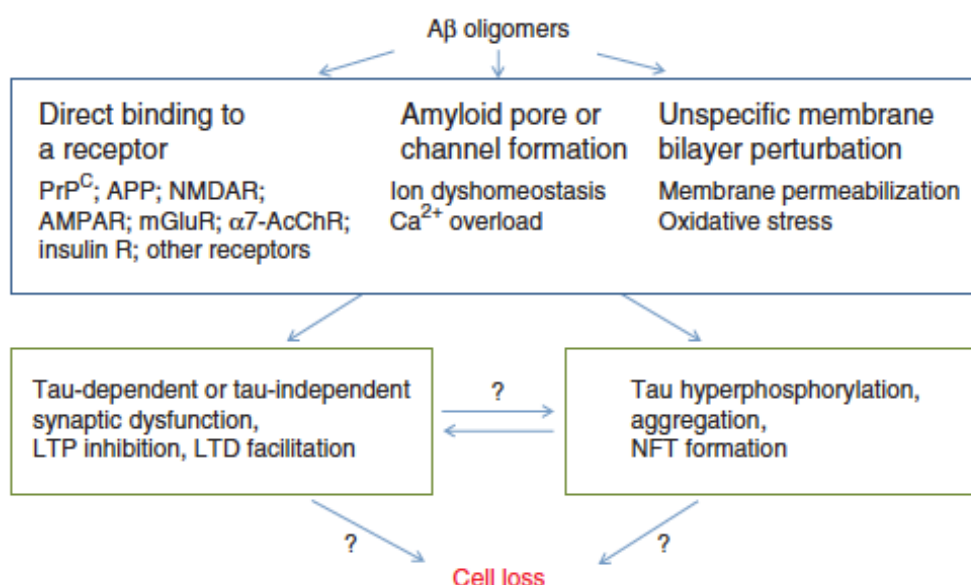 Aβ oligomers
Direct binding to
a receptor
PrP^C; APP; NMDAR;
AMPAR; mGluR; α7-AcChR;
insulin R; other receptors
Amyloid pore or
channel formation
Ion dyshomeostasis
Ca²⁺ overload
Unspecific membrane
bilayer perturbation
Membrane permeabilization
Oxidative stress
Tau-dependent or tau-independent
synaptic dysfunction,
LTP inhibition, LTD facilitation
?
Tau hyperphosphorylation,
aggregation,
NFT formation
?
?
Cell loss